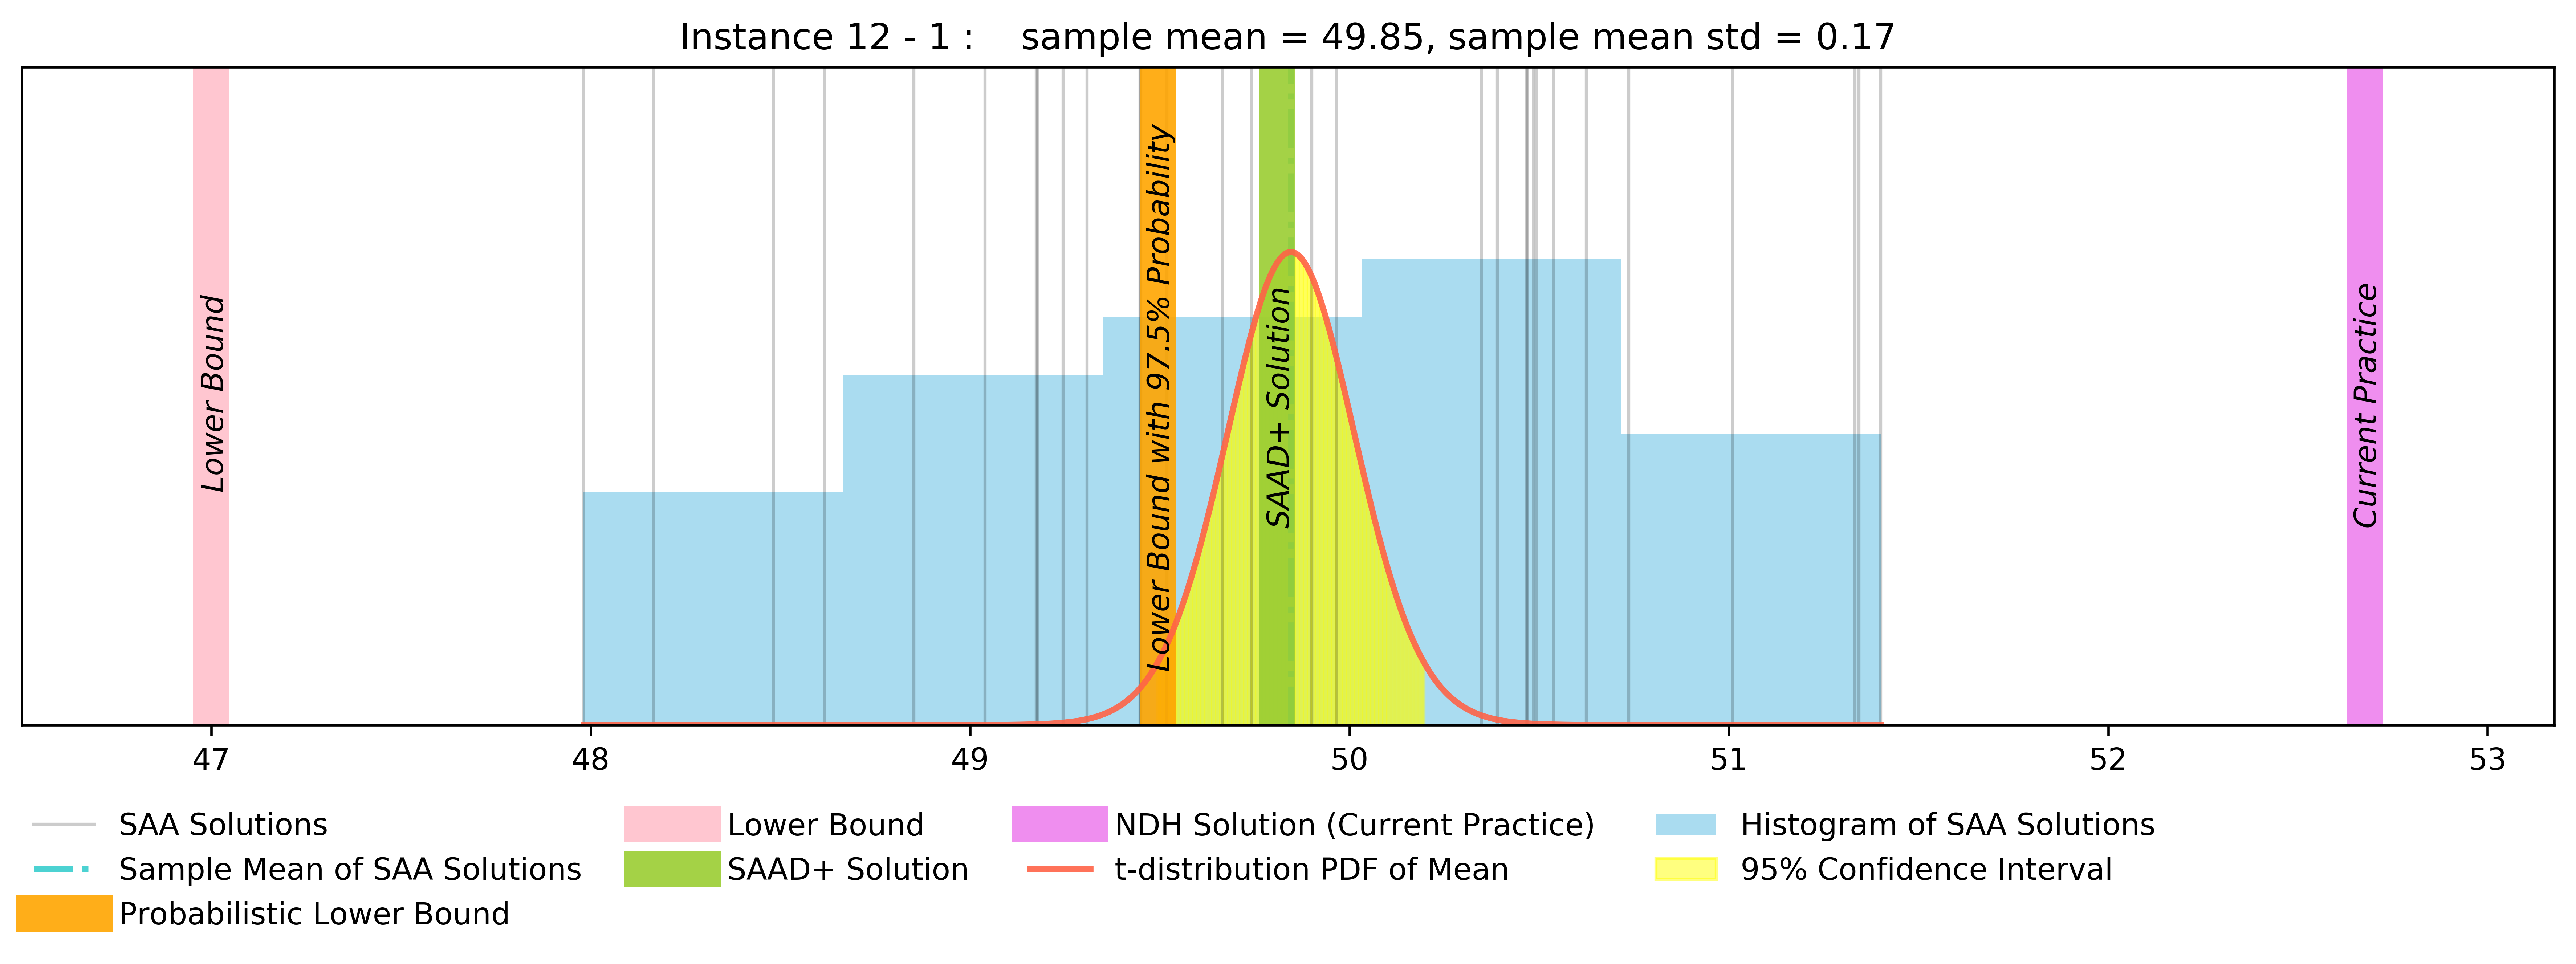 Instance 12 - 1 :    sample mean = 49.85, sample mean std = 0.17
Lower Bound
Lower Bound with 97.5% Probability
SAAD+ Solution
Current Practice
47 48 49 50 51 52 53
SAA Solutions
Sample Mean of SAA Solutions
Probabilistic Lower Bound
Lower Bound
SAAD+ Solution
NDH Solution (Current Practice)
t-distribution PDF of Mean
Histogram of SAA Solutions
95% Confidence Interval